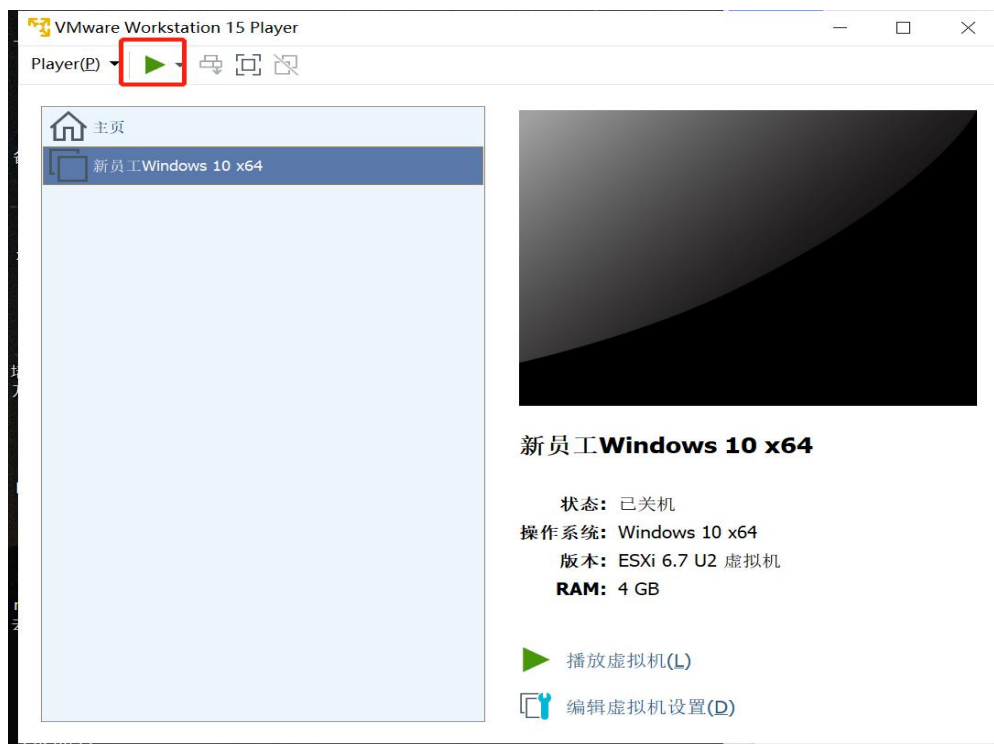 VMware Workstation 15 Player
Player(P)
主页
新员工Windows 10 x64
新员工Windows 10 x64
状态: 已关机
操作系统: Windows 10 x64
版本: ESXi 6.7 U2 虚拟机
RAM: 4 GB
播放虚拟机(L)
编辑虚拟机设置(D)